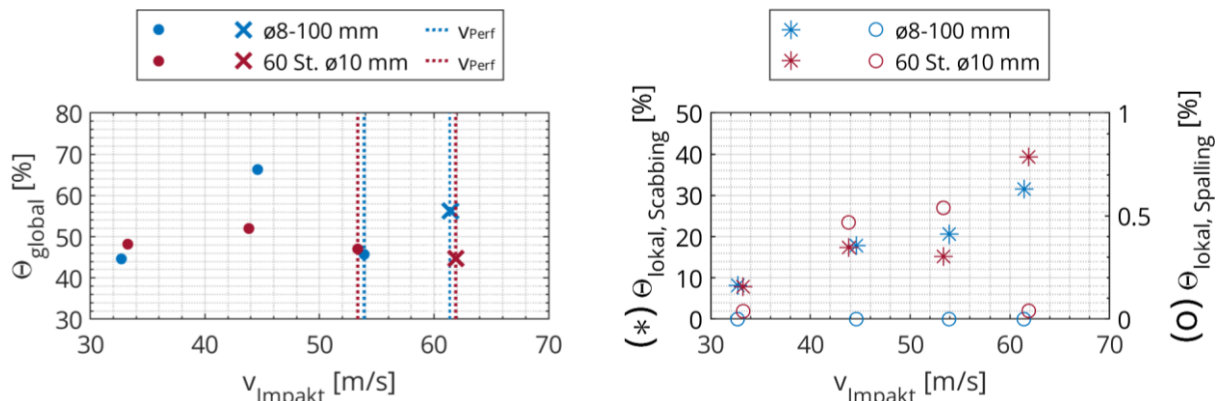 ø8-100 mm vPerf
60 St. ø10 mm vPerf
Θglobal [%]
80
70
60
50
40
30
30 40 50 60 70
vImpakt [m/s]
ø8-100 mm
60 St. ø10 mm
(*) Θlokal, Scabbing [%]
50
40
30
20
10
0
30 40 50 60 70
vImpakt [m/s]
1
0.5
0
(O) Θlokal, Spalling [%]